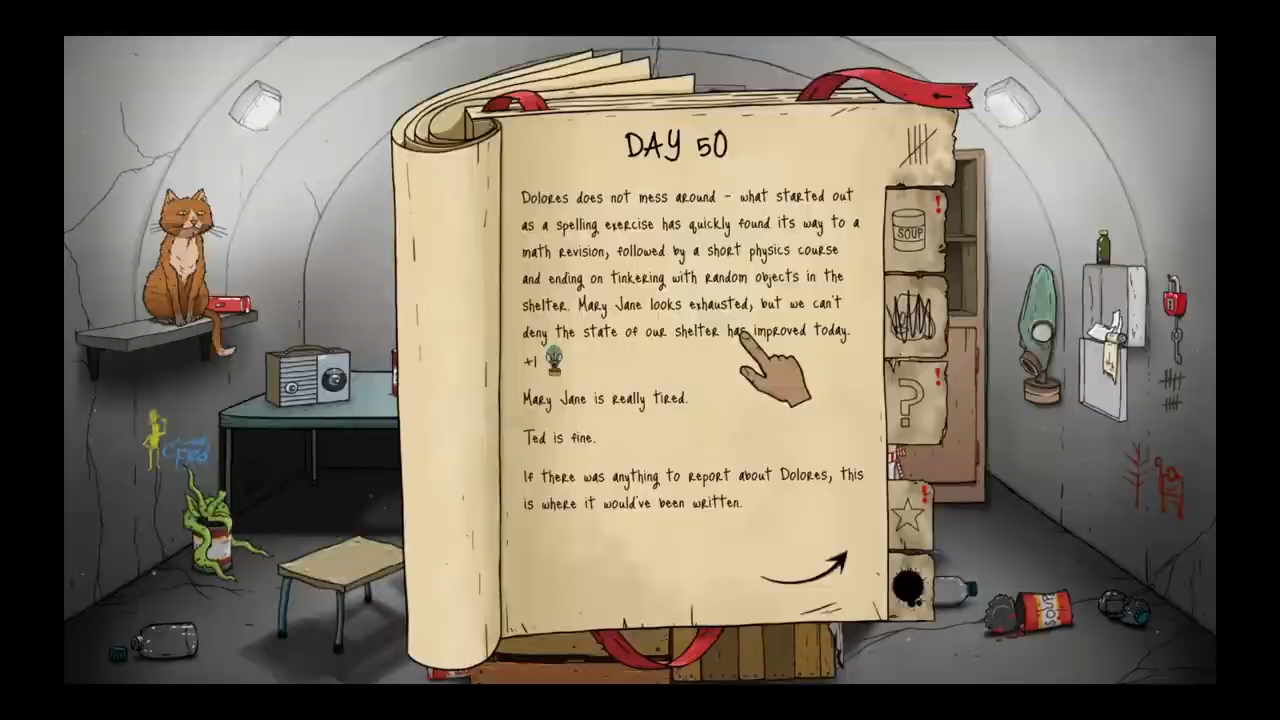 DAY 50
Dolores does not mess around - what started out
as a spelling exercise has quickly found its way to a
math revision, followed by a short physics course
and ending on tinkering with random objects in the
shelter. Mary Jane looks exhausted, but we can't
deny the state of our shelter has improved today.
+1
Mary Jane is really tired.
Ted is fine.
If there was anything to report about Dolores, this
is where it would've been written.
SOUP
?
SOUP